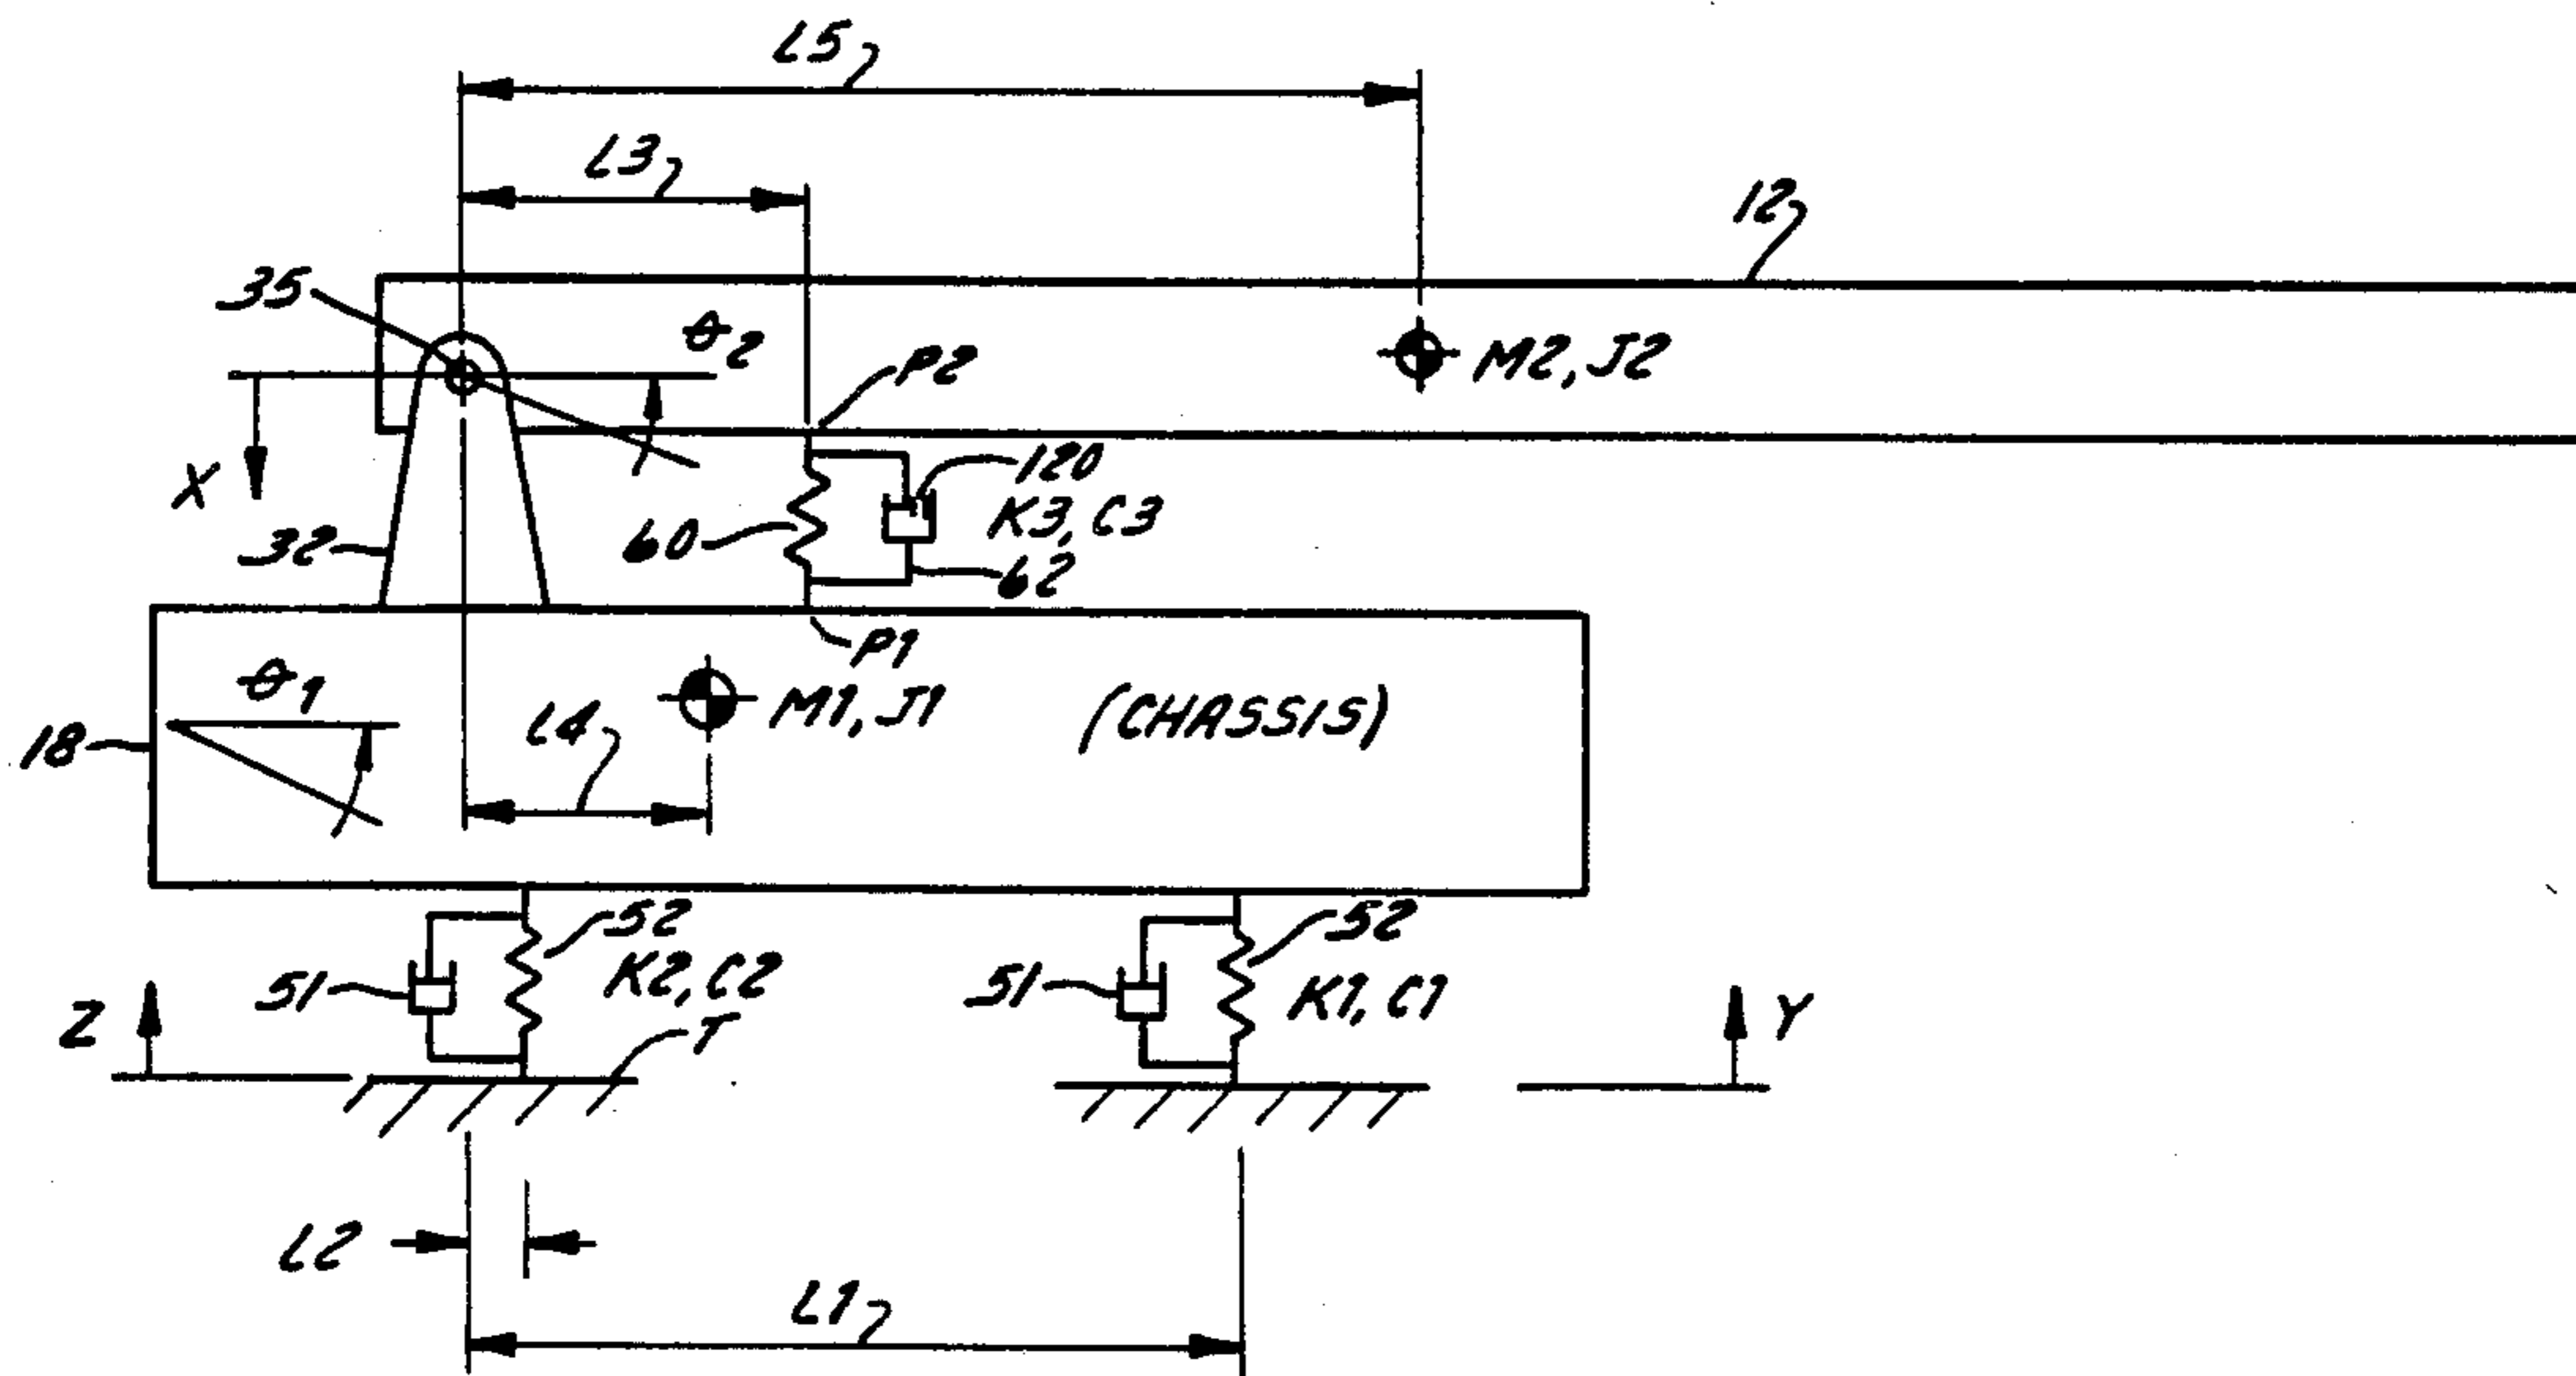 L5
L3
12
35
θ2
P2
M2, J2
X
120
K3, C3
32
60
62
P1
θ1
M1, J1
(CHASSIS)
L4
18
52
52
K2, C2
51
51
K1, C1
Z
T
Y
L2
L1